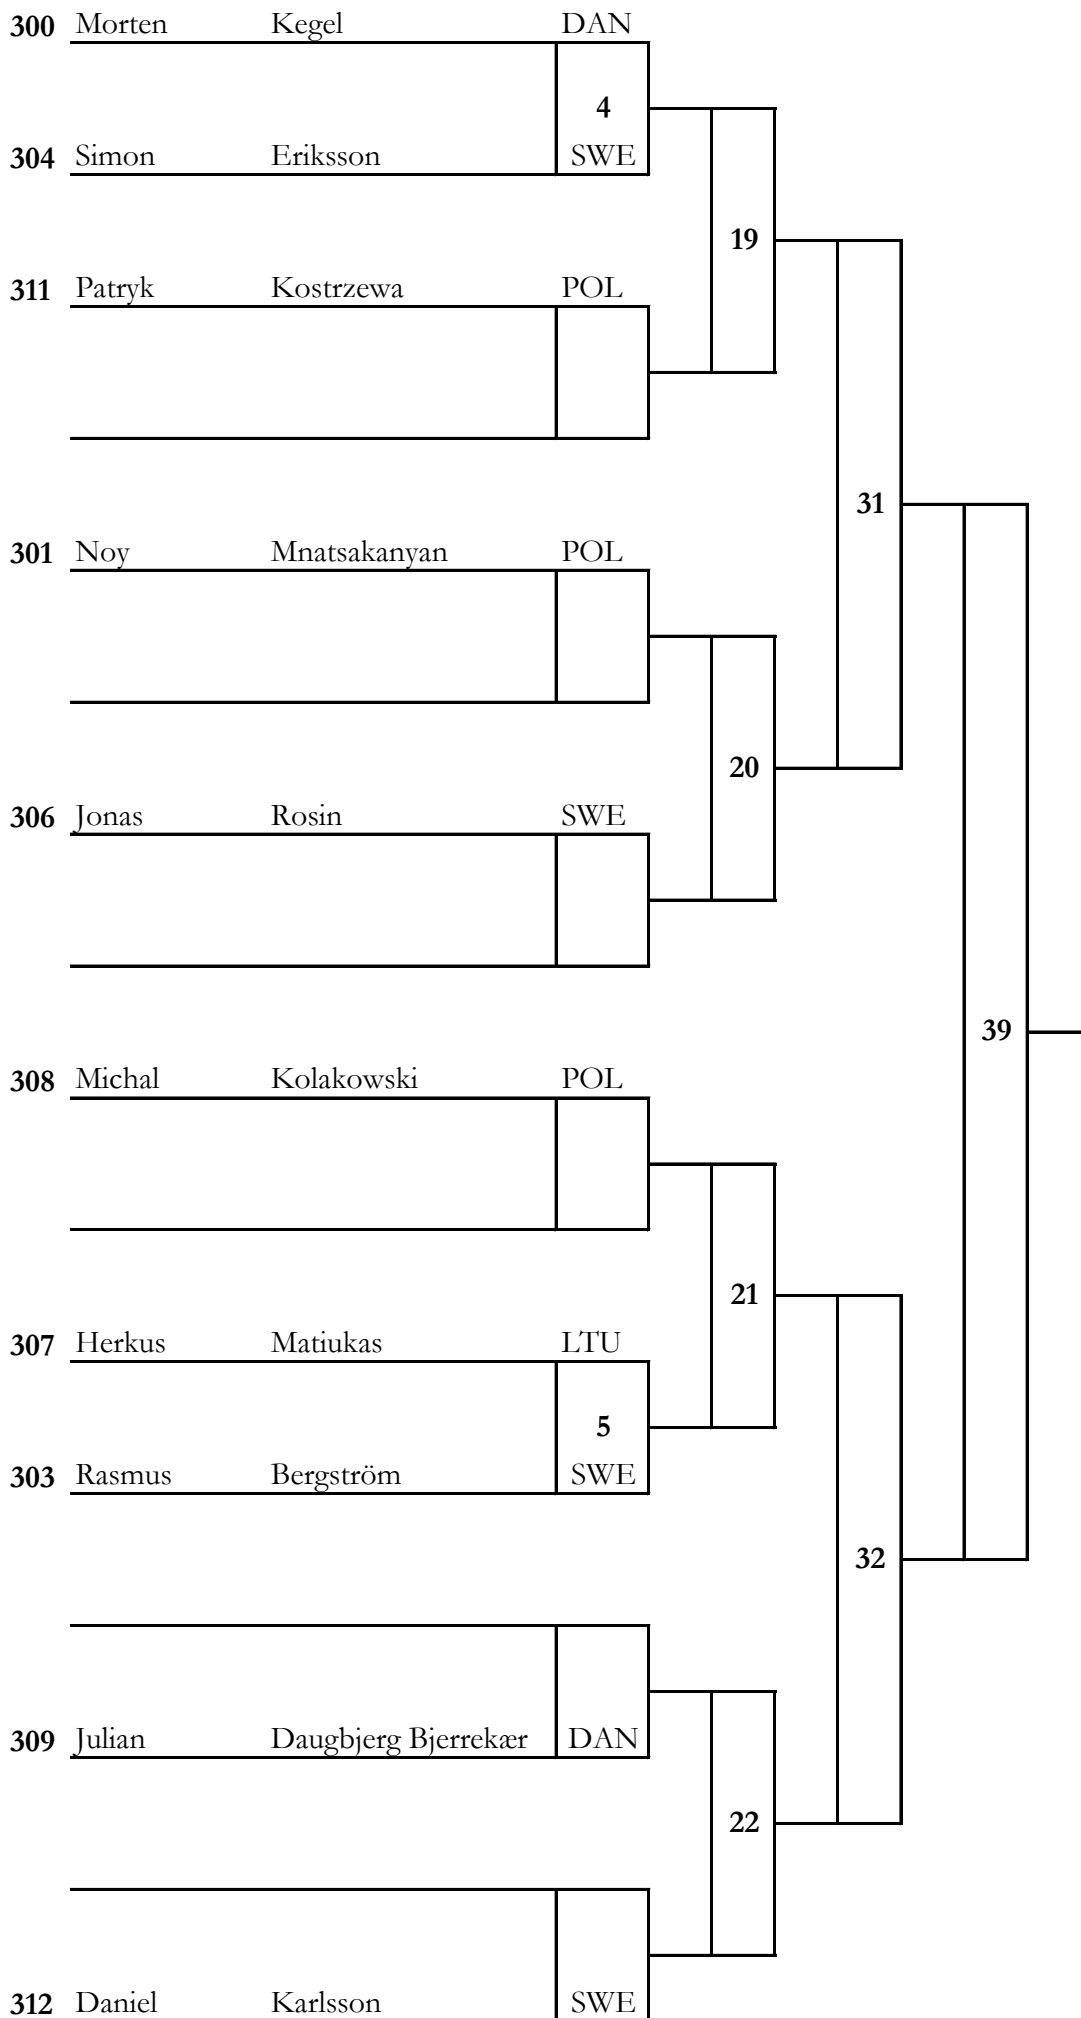 300 Morten Kegel DAN
4
304 Simon Eriksson SWE
19
311 Patryk Kostrzewa POL
31
301 Noy Mnatsakanyan POL
20
306 Jonas Rosin SWE
39
308 Michal Kolakowski POL
21
307 Herkus Matiukas LTU
5
303 Rasmus Bergström SWE
32
309 Julian Daugbjerg Bjerrekær DAN
22
312 Daniel Karlsson SWE